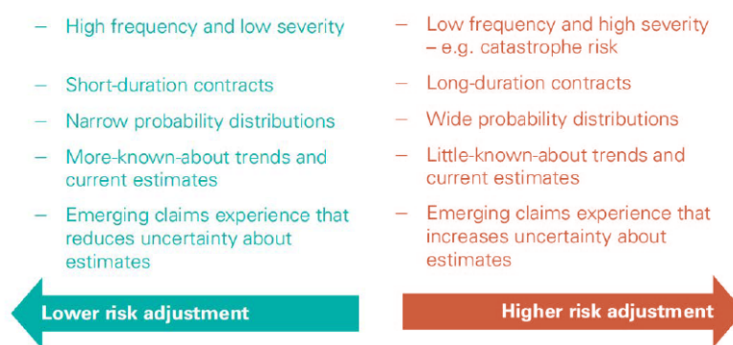 – High frequency and low severity
– Short-duration contracts
– Narrow probability distributions
– More-known-about trends and
current estimates
– Emerging claims experience that
reduces uncertainty about
estimates
Lower risk adjustment
– Low frequency and high severity
– e.g. catastrophe risk
– Long-duration contracts
– Wide probability distributions
– Little-known-about trends and
current estimates
– Emerging claims experience that
increases uncertainty about
estimates
Higher risk adjustment